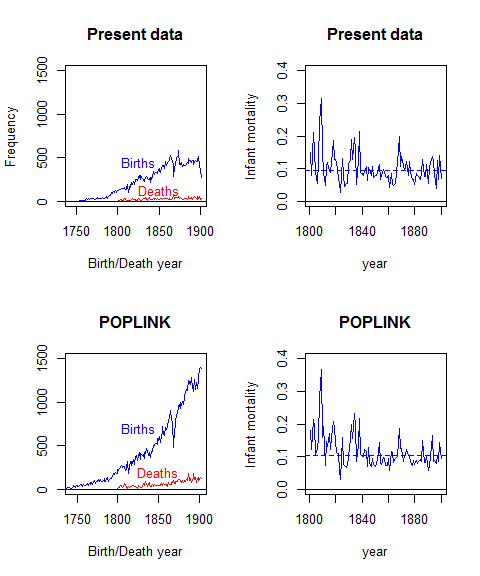 Present data
Frequency
0
500
1000
1500
Births
Deaths
1750
1800
1850
1900
Birth/Death year
Present data
Infant mortality
0.0
0.1
0.2
0.3
0.4
1800
1840
1880
year
POPLINK
0
500
1000
1500
Births
Deaths
1750
1800
1850
1900
Birth/Death year
POPLINK
Infant mortality
0.0
0.1
0.2
0.3
0.4
1800
1840
1880
year